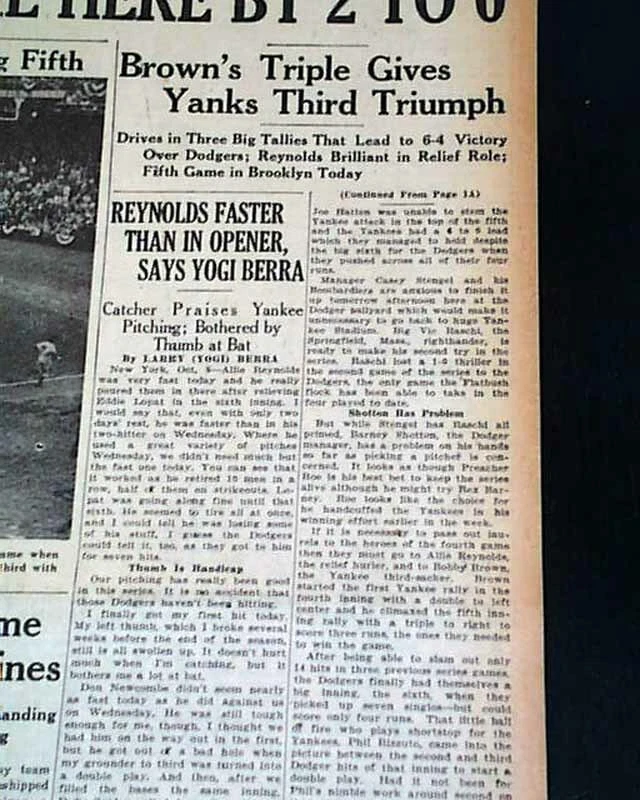 HERE BY 2 TO 0
Fifth
ame when
hird with
me
ines
anding
g
ay team
shipped
Brown's Triple Gives
Yanks Third Triumph
Drives in Three Big Tallies That Lead to 6-4 Victory
Over Dodgers; Reynolds Brilliant in Relief Role;
Fifth Game in Brooklyn Today
REYNOLDS FASTER
THAN IN OPENER,
SAYS YOGI BERRA
Catcher Praises Yankee
Pitching; Bothered by
Thumb at Bat
By LARRY (YOGI) BERRA
New York, Oct. 8—Allie Reynolds
was very fast today and he really
poured them in there after relieving
Eddie Lopat in the sixth inning. I
would say that, even with only two
days' rest, he was faster than in his
two-hitter on Wednesday. Where he
used a great variety of pitches
Wednesday, we didn't need much but
the fast one today. You can see that
it worked as he retired 10 men in a
row, half of them on strikeouts. Lo-
pat was going along fine until that
sixth. He seemed to tire all at once,
and I could tell he was losing some
of his stuff. I guess the Dodgers
could tell it, too, as they got to him
for seven hits.
Thumb Is Handicap
Our pitching has really been good
in this series. It is no accident that
those Dodgers haven't been hitting.
I finally got my first hit today.
My left thumb, which I broke several
weeks before the end of the season,
still is all swollen up. It doesn't hurt
much when I'm catching, but it
bothers me a lot at bat.
Don Newcombe didn't seem nearly
as fast today as he did against us
on Wednesday. He was still tough
enough for me, though. I thought we
had him on the way out in the first,
but he got out of a bad hole when
my grounder to third was turned into
a double play. And then, after we
filled the bases the same inning,
(Continued From Page 1A)
Joe Hatten was unable to stem the
Yankee attack in the top of the fifth
and the Yankees had a 6 to 0 lead
which they managed to hold despite
the big sixth for the Dodgers when
they pushed across all of their four
runs.
Manager Casey Stengel and his
Bombardiers are anxious to finish it
up tomorrow afternoon here at the
Dodger ballyard which would make it
unnecessary to go back to huge Yan-
kee Stadium. Big Vic Raschi, the
Springfield, Mass., righthander, is
ready to make his second try in the
series. Raschi lost a 1-0 thriller in
the second game of the series to the
Dodgers, the only game the Flatbush
flock has been able to take in the
four played to date.
Shotton Has Problem
But while Stengel has Raschi all
primed, Barney Shotton, the Dodger
manager, has a problem on his hands
so far as picking a pitcher is con-
cerned. It looks as though Preacher
Roe is his best bet to keep the series
alive although he might try Rex Bar-
ney. Roe looks like the choice for
he handcuffed the Yankees in his
winning effort earlier in the week.
If it is necessary to pass out lau-
rels to the heroes of the fourth game
then they must go to Allie Reynolds,
the relief hurler, and to Bobby Brown,
the Yankee third-sacker. Brown
started the first Yankee rally in the
fourth inning with a double to left
center and he climaxed the fifth inn-
ing rally with a triple to right to
score three runs, the ones they needed
to win the game.
After being able to slam out only
14 hits in three previous series games,
the Dodgers finally had themselves a
big inning, the sixth, when they
picked up seven singles—but could
score only four runs. That little ball
of fire who plays shortstop for the
Yankees, Phil Rizzuto, came into the
picture between the second and third
Dodger hits of that inning to start a
double play. Had it not been for
Phil's nimble work around second on